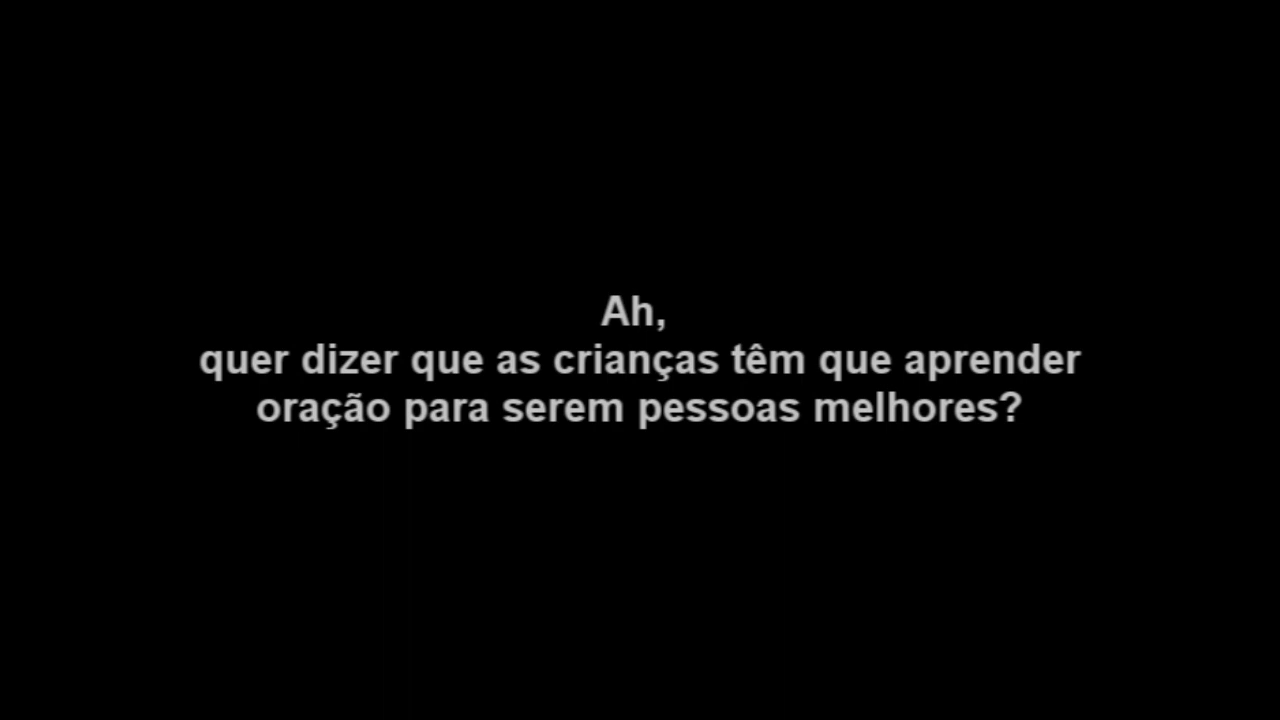 Ah,
quer dizer que as crianças têm que aprender
oração para serem pessoas melhores?